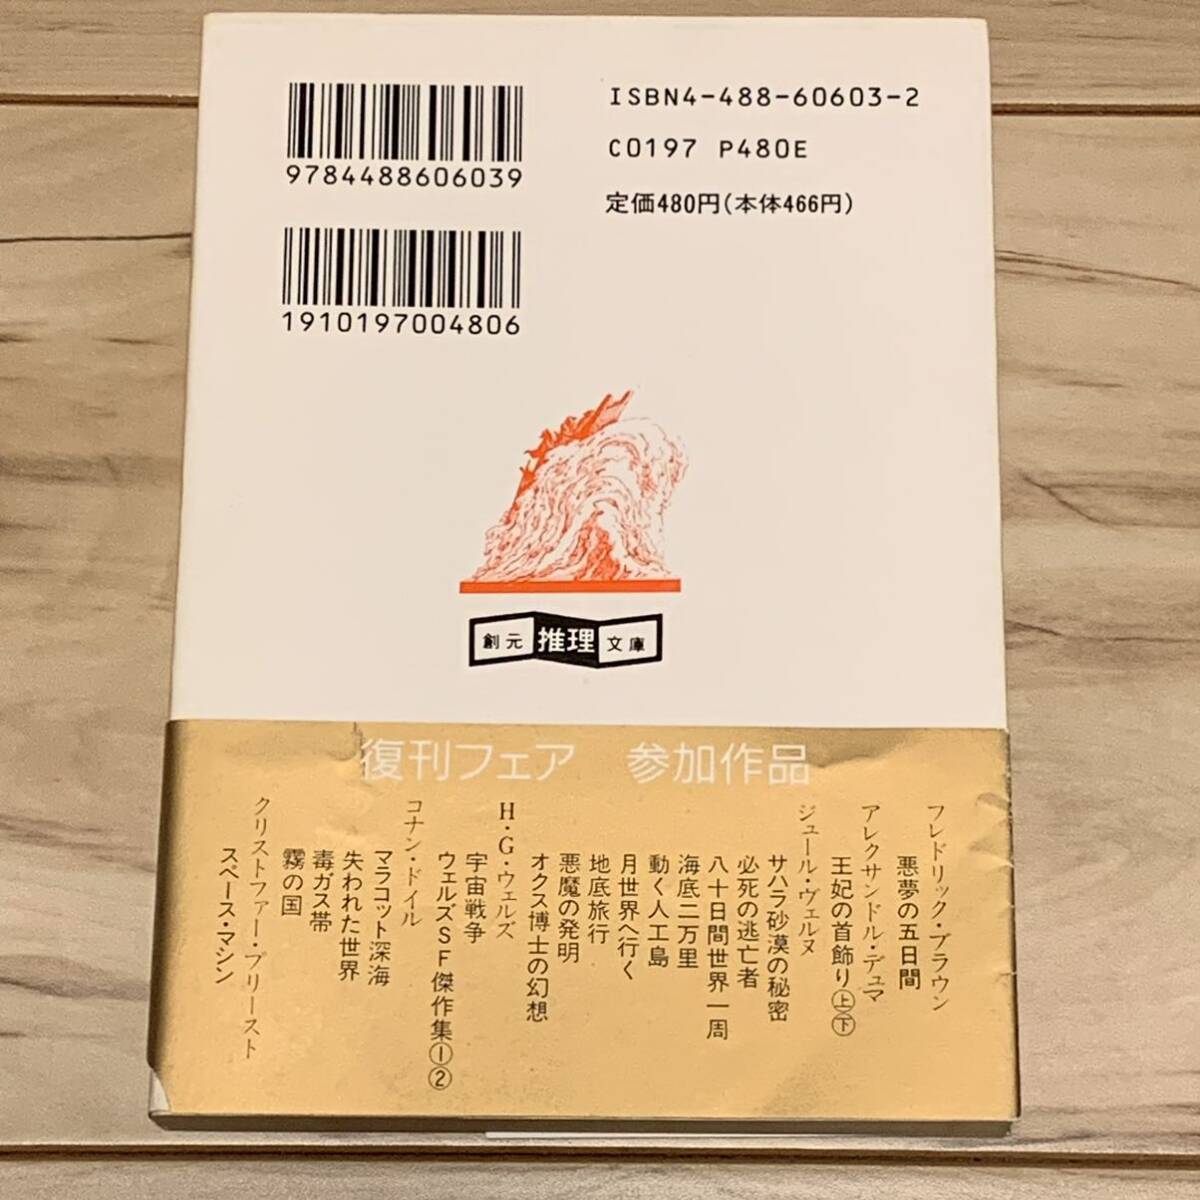 ISBN4-488-60603-2
C0197 P480E
定価480円(本体466円)
9784488606039
1910197004806
創元推理文庫
復刊フェア 参加作品
フレドリック・ブラウン
悪夢の五日間
アレクサンドル・デュマ
王妃の首飾り㊤㊦
ジュール・ヴェルヌ
サハラ砂漠の秘密
必死の逃亡者
八十日間世界一周
海底二万里
動く人工島
月世界へ行く
地底旅行
悪魔の発明
オクス博士の幻想
H・G・ウェルズ
宇宙戦争
ウェルズSF傑作集①②
コナン・ドイル
マラコット深海
失われた世界
毒ガス帯
霧の国
クリストファー・プリースト
スペース・マシン